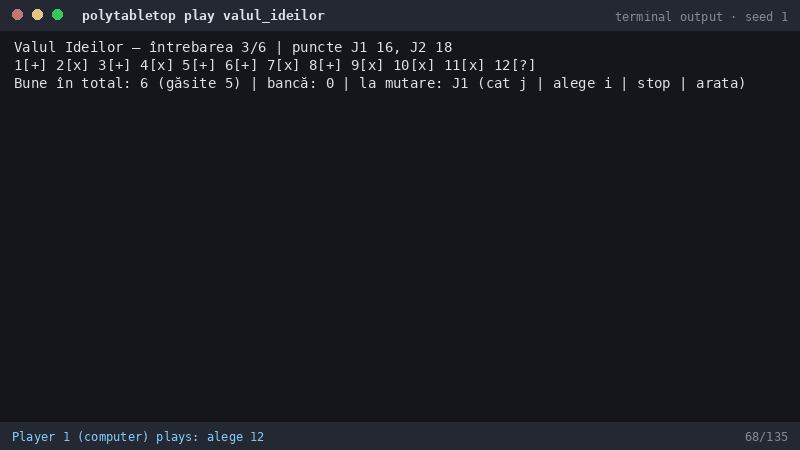 polytabletop play valul_ideilor
terminal output · seed 1
Valul Ideilor — întrebarea 3/6 | puncte J1 16, J2 18
1[+] 2[x] 3[+] 4[x] 5[+] 6[+] 7[x] 8[+] 9[x] 10[x] 11[x] 12[?]
Bune în total: 6 (găsite 5) | bancă: 0 | la mutare: J1 (cat j | alege i | stop | arata)
Player 1 (computer) plays: alege 12
68/135